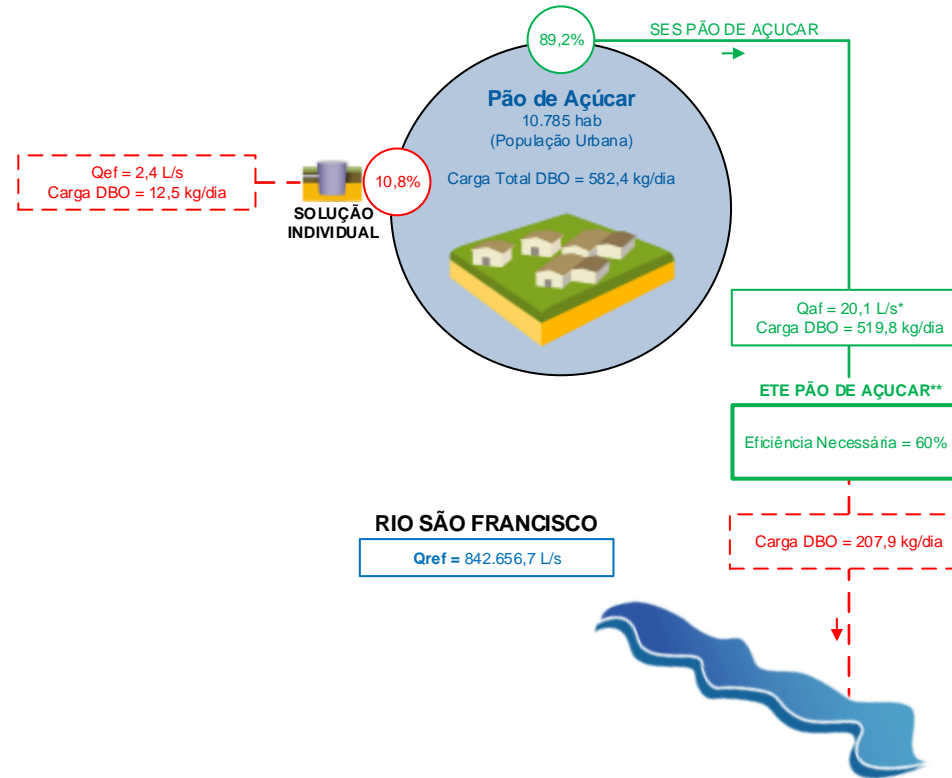 89,2%
SES PÃO DE AÇUCAR
Pão de Açúcar
10.785 hab
(População Urbana)
Carga Total DBO = 582,4 kg/dia
Qef = 2,4 L/s
Carga DBO = 12,5 kg/dia
10,8%
SOLUÇÃO
INDIVIDUAL
Qaf = 20,1 L/s*
Carga DBO = 519,8 kg/dia
ETE PÃO DE AÇUCAR**
Eficiência Necessária = 60%
RIO SÃO FRANCISCO
Qref = 842.656,7 L/s
Carga DBO = 207,9 kg/dia